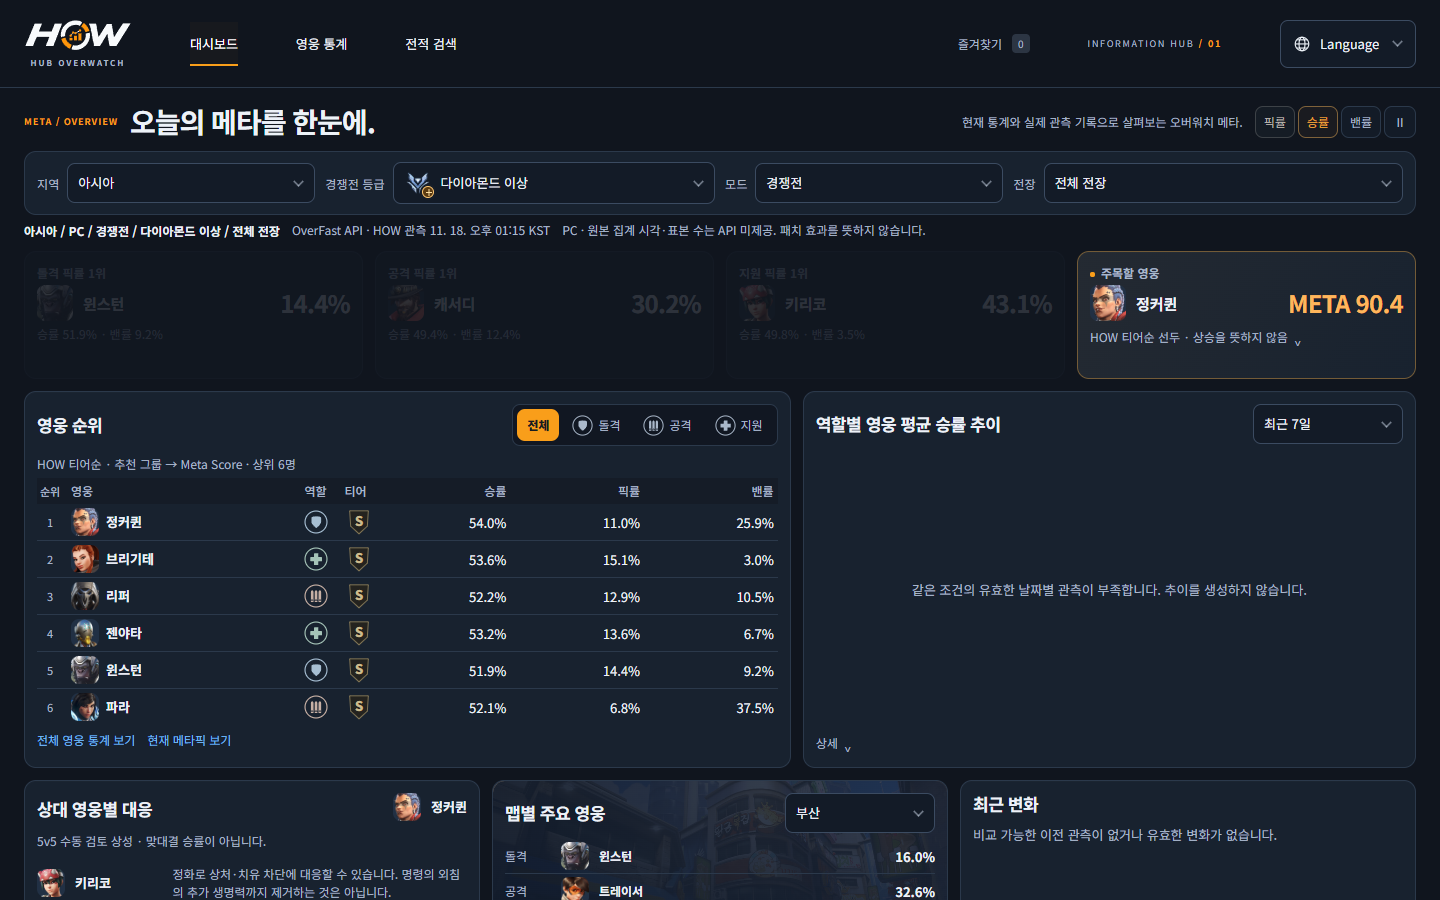 HOW
HUB OVERWATCH
대시보드
영웅 통계
전적 검색
즐겨찾기 0
INFORMATION HUB / 01
Language
META / OVERVIEW
오늘의 메타를 한눈에.
현재 통계와 실제 관측 기록으로 살펴보는 오버워치 메타.
픽률
승률
밴률
지역
아시아
경쟁전 등급
다이아몬드 이상
모드
경쟁전
전장
전체 전장
아시아 / PC / 경쟁전 / 다이아몬드 이상 / 전체 전장 OverFast API · HOW 관측 11. 18. 오후 01:15 KST PC · 원본 집계 시각·표본 수는 API 미제공. 패치 효과를 뜻하지 않습니다.
돌격 픽률 1위
윈스턴
14.4%
승률 51.9% · 밴률 9.2%
공격 픽률 1위
캐서디
30.2%
승률 49.4% · 밴률 12.4%
지원 픽률 1위
키리코
43.1%
승률 49.8% · 밴률 3.5%
주목할 영웅
정커퀸
META 90.4
HOW 티어순 선두 · 상승을 뜻하지 않음
영웅 순위
전체
돌격
공격
지원
HOW 티어순 · 추천 그룹 → Meta Score · 상위 6명
순위 영웅 역할 티어 승률 픽률 밴률
1 정커퀸 S 54.0% 11.0% 25.9%
2 브리기테 S 53.6% 15.1% 3.0%
3 리퍼 S 52.2% 12.9% 10.5%
4 젠야타 S 53.2% 13.6% 6.7%
5 윈스턴 S 51.9% 14.4% 9.2%
6 파라 S 52.1% 6.8% 37.5%
전체 영웅 통계 보기 현재 메타픽 보기
역할별 영웅 평균 승률 추이
최근 7일
같은 조건의 유효한 날짜별 관측이 부족합니다. 추이를 생성하지 않습니다.
상세
상대 영웅별 대응
정커퀸
5v5 수동 검토 상성 · 맞대결 승률이 아닙니다.
키리코
정화로 상처·치유 차단에 대응할 수 있습니다. 명령의 외침
의 추가 생명력까지 제거하는 것은 아닙니다.
맵별 주요 영웅
부산
돌격 윈스턴 16.0%
공격 트레이서 32.6%
최근 변화
비교 가능한 이전 관측이 없거나 유효한 변화가 없습니다.